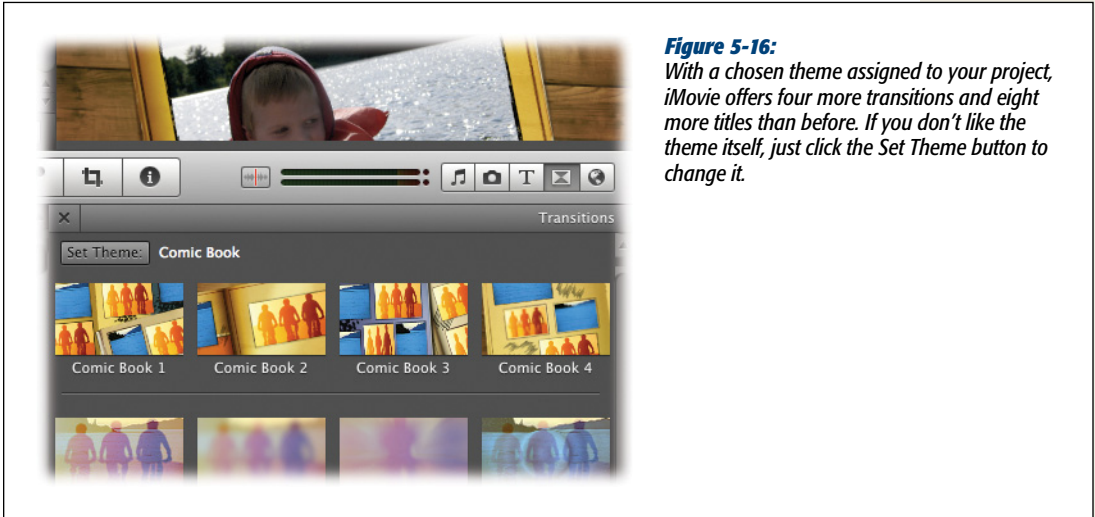 Figure 5-16:
With a chosen theme assigned to your project,
iMovie offers four more transitions and eight
more titles than before. If you don't like the
theme itself, just click the Set Theme button to
change it.
T
Transitions
Set Theme: Comic Book
Comic Book 1 Comic Book 2 Comic Book 3 Comic Book 4